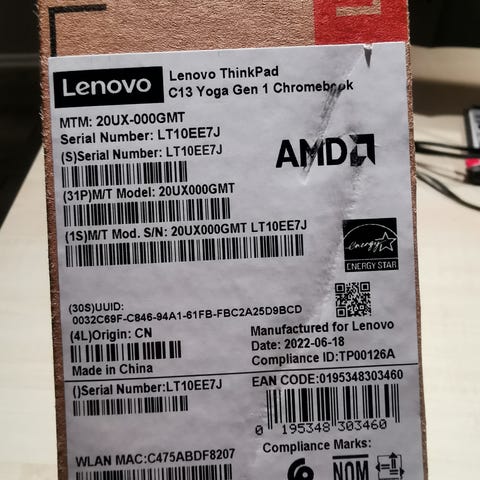 L
Lenovo
Lenovo ThinkPad
C13 Yoga Gen 1 Chromebook
MTM: 20UX-000GMT
Serial Number: LT10EE7J
(S)Serial Number: LT10EE7J
AMD
(31P)M/T Model: 20UX000GMT
(1S)M/T Mod. S/N: 20UX000GMT LT10EE7J
energy
ENERGY STAR
(30S)UUID:
0032C69F-C846-94A1-61FB-FBC2A25D9BCD
(4L)Origin: CN
Made in China
Manufactured for Lenovo
Date: 2022-06-18
Compliance ID:TP00126A
()Serial Number:LT10EE7J
EAN CODE:0195348303460
0 195348 303460
WLAN MAC:C475ABDF8207
Compliance Marks:
NOM